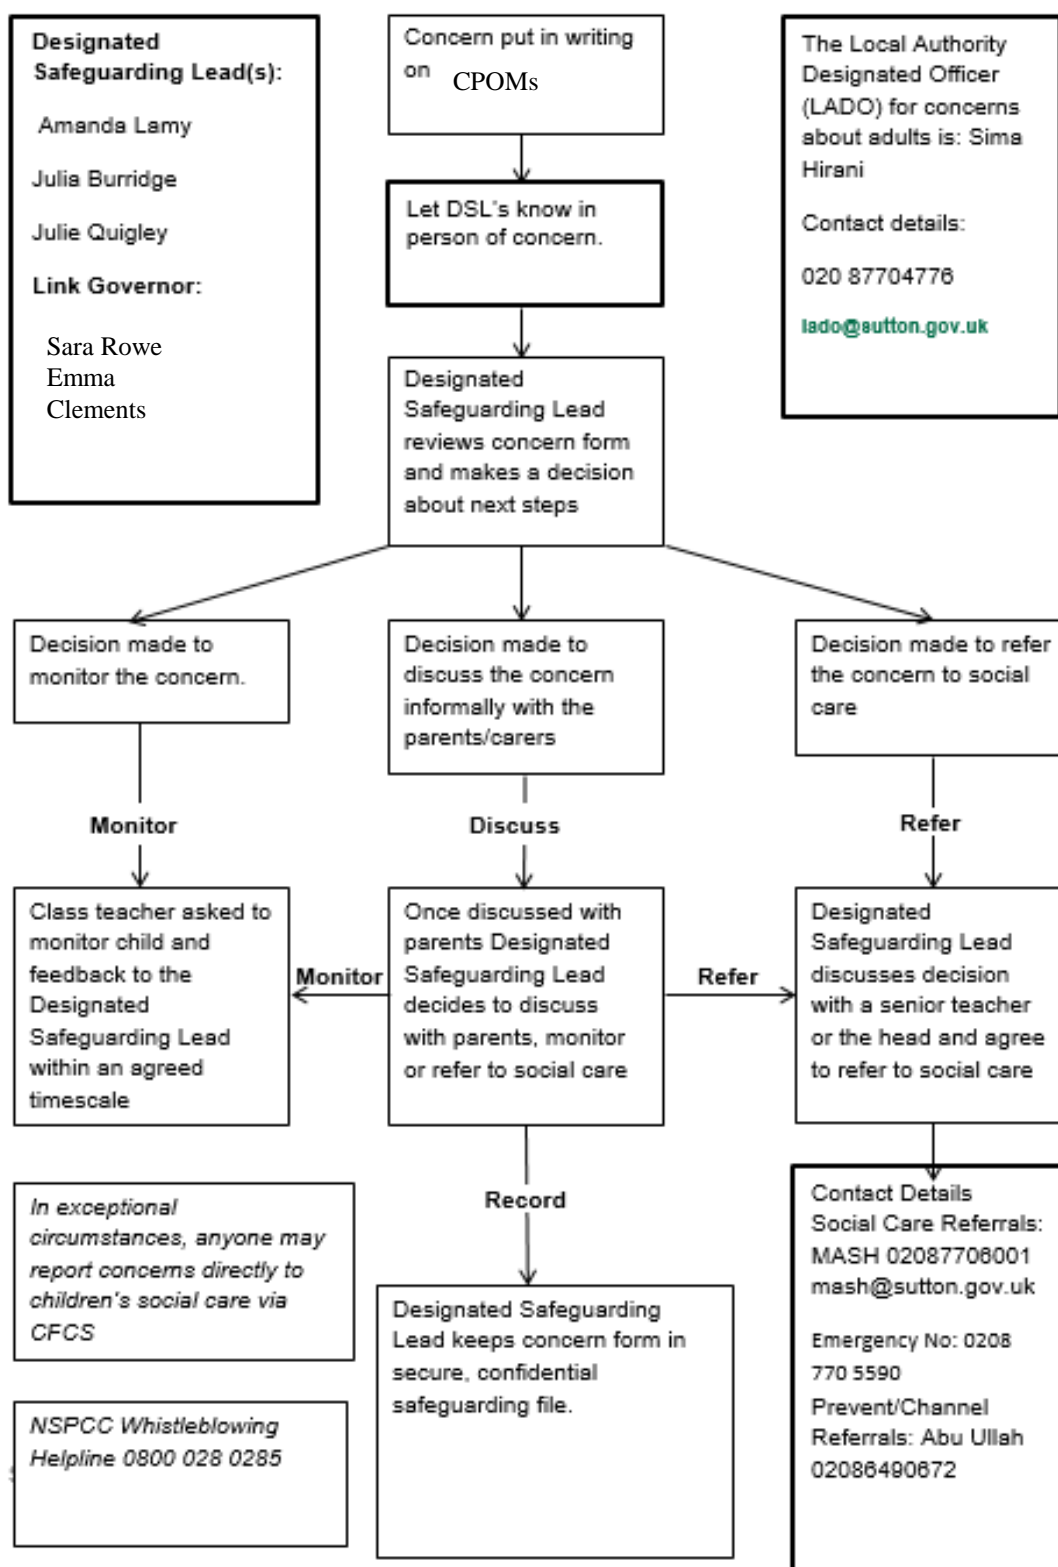 Designated
Safeguarding Lead(s):
Amanda Lamy
Julia Burridge
Julie Quigley
Link Governor:
Sara Rowe
Emma
Clements
Concern put in writing
on CPOMs
The Local Authority
Designated Officer
(LADO) for concerns
about adults is: Sima
Hirani
Contact details:
020 87704776
lado@sutton.gov.uk
Let DSL's know in
person of concern.
Designated
Safeguarding Lead
reviews concern form
and makes a decision
about next steps
Decision made to
monitor the concern.
Decision made to
discuss the concern
informally with the
parents/carers
Decision made to refer
the concern to social
care
Monitor
Discuss
Refer
Class teacher asked to
monitor child and
feedback to the
Designated
Safeguarding Lead
within an agreed
timescale
Monitor
Once discussed with
parents Designated
Safeguarding Lead
decides to discuss
with parents, monitor
or refer to social care
Refer
Designated
Safeguarding Lead
discusses decision
with a senior teacher
or the head and agree
to refer to social care
In exceptional
circumstances, anyone may
report concerns directly to
children's social care via
CFCS
Record
Contact Details
Social Care Referrals:
MASH 02087706001
mash@sutton.gov.uk
Emergency No: 0208
770 5590
Prevent/Channel
Referrals: Abu Ullah
02086490672
Designated Safeguarding
Lead keeps concern form in
secure, confidential
safeguarding file.
NSPCC Whistleblowing
Helpline 0800 028 0285